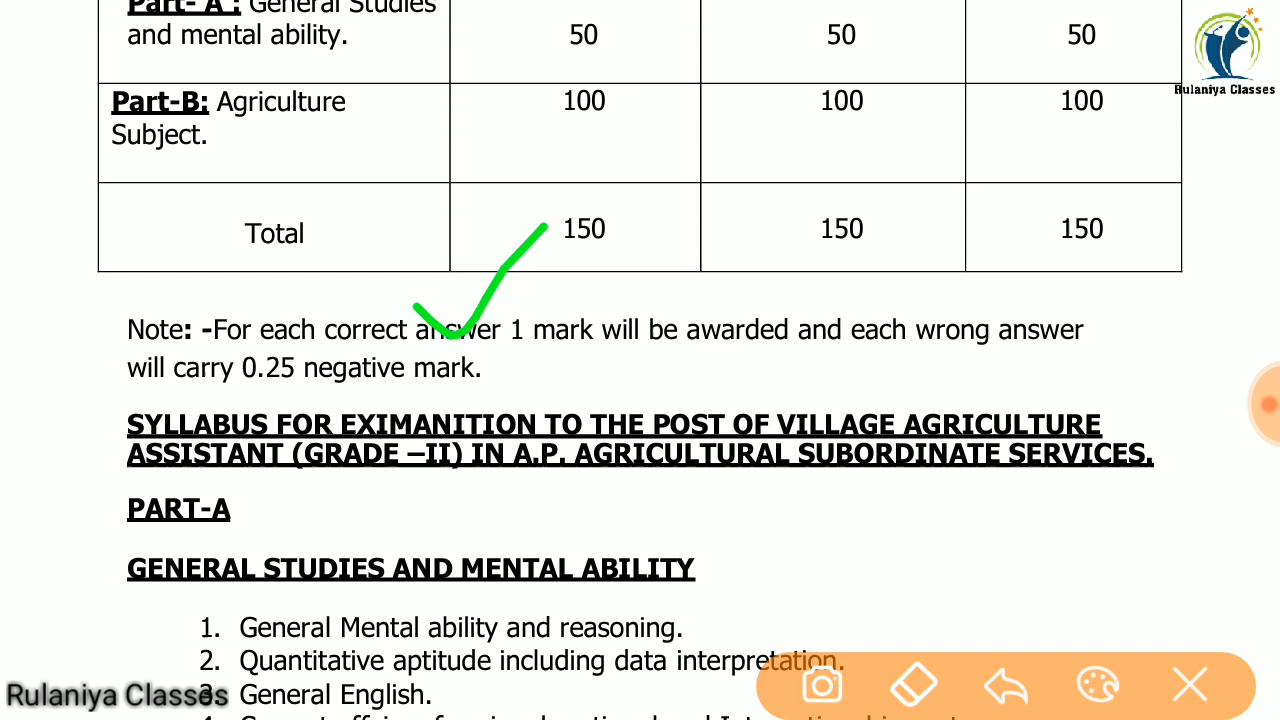 Part- A : General Studies
and mental ability.
50
50
50
Part-B: Agriculture
Subject.
100
100
100
Total
150
150
150
Rulaniya Classes
Note: -For each correct answer 1 mark will be awarded and each wrong answer
will carry 0.25 negative mark.
SYLLABUS FOR EXIMANITION TO THE POST OF VILLAGE AGRICULTURE
ASSISTANT (GRADE –II) IN A.P. AGRICULTURAL SUBORDINATE SERVICES.
PART-A
GENERAL STUDIES AND MENTAL ABILITY
1. General Mental ability and reasoning.
2. Quantitative aptitude including data interpretation.
3. General English.
Rulaniya Classes